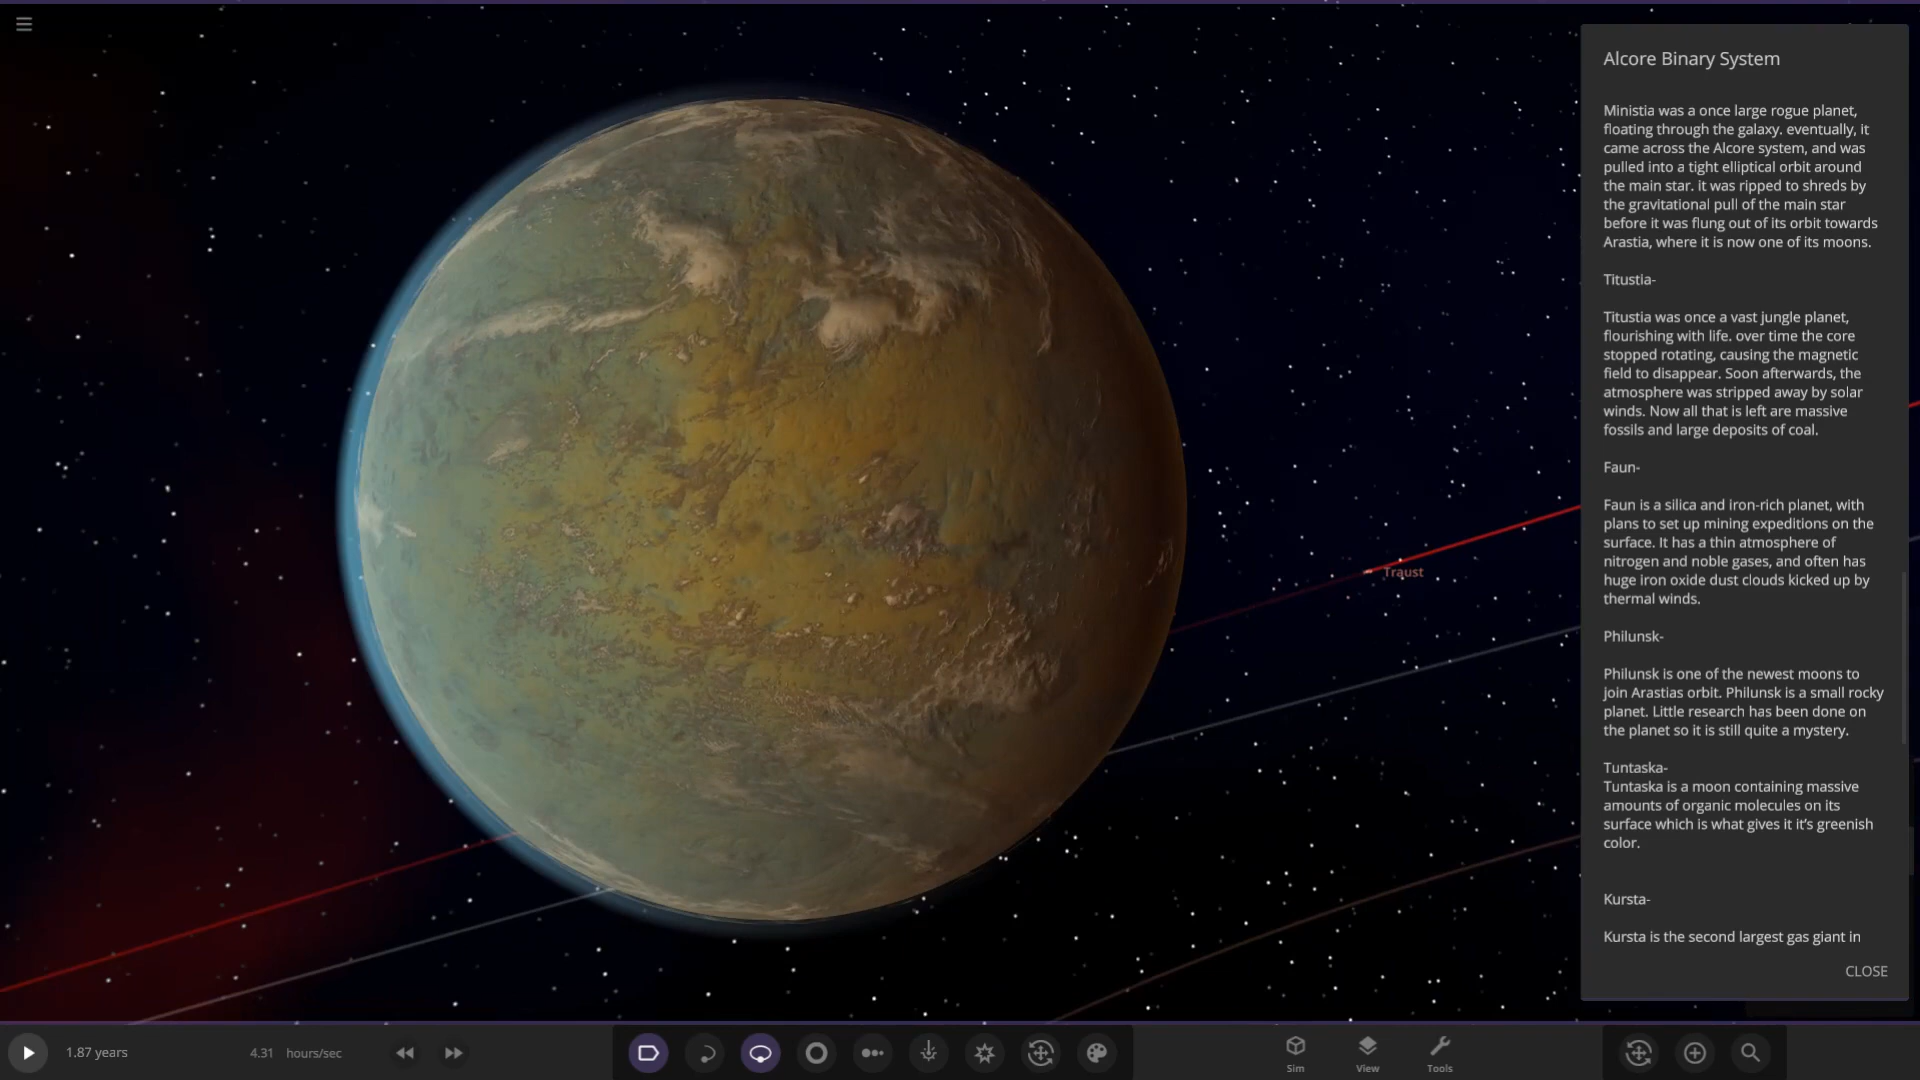 Alcore Binary System
Ministia was a once large rogue planet,
floating through the galaxy. eventually, it
came across the Alcore system, and was
pulled into a tight elliptical orbit around
the main star. it was ripped to shreds by
the gravitational pull of the main star
before it was flung out of its orbit towards
Arastia, where it is now one of its moons.
Titustia-
Titustia was once a vast jungle planet,
flourishing with life. over time the core
stopped rotating, causing the magnetic
field to disappear. Soon afterwards, the
atmosphere was stripped away by solar
winds. Now all that is left are massive
fossils and large deposits of coal.
Faun-
Faun is a silica and iron-rich planet, with
plans to set up mining expeditions on the
surface. It has a thin atmosphere of
nitrogen and noble gases, and often has
huge iron oxide dust clouds kicked up by
thermal winds.
Philunsk-
Philunsk is one of the newest moons to
join Arastias orbit. Philunsk is a small rocky
planet. Little research has been done on
the planet so it is still quite a mystery.
Tuntaska-
Tuntaska is a moon containing massive
amounts of organic molecules on its
surface which is what gives it it's greenish
color.
Kursta-
Kursta is the second largest gas giant in
CLOSE
Traust
1.87 years
4.31 hours/sec
Sim
View
Tools